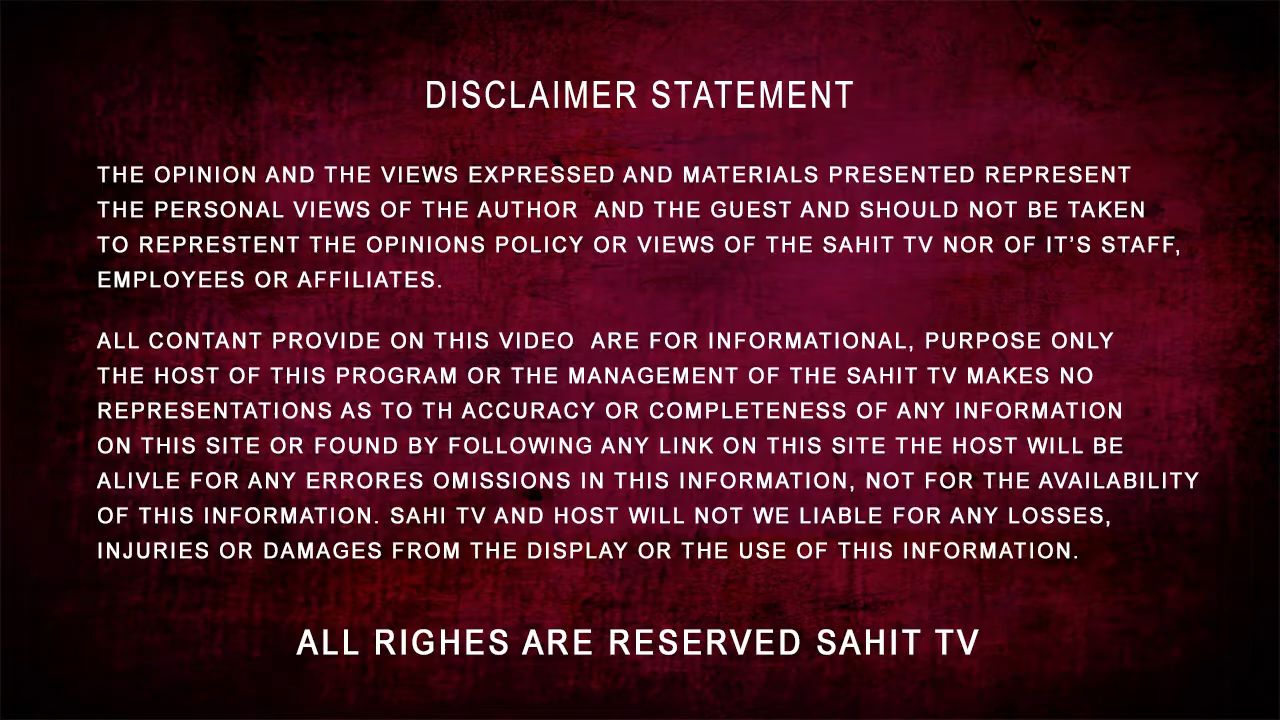 DISCLAIMER STATEMENT
THE OPINION AND THE VIEWS EXPRESSED AND MATERIALS PRESENTED REPRESENT
THE PERSONAL VIEWS OF THE AUTHOR  AND THE GUEST AND SHOULD NOT BE TAKEN
TO REPRESTENT THE OPINIONS POLICY OR VIEWS OF THE SAHIT TV NOR OF IT’S STAFF,
EMPLOYEES OR AFFILIATES.
ALL CONTANT PROVIDE ON THIS VIDEO  ARE FOR INFORMATIONAL, PURPOSE ONLY
THE HOST OF THIS PROGRAM OR THE MANAGEMENT OF THE SAHIT TV MAKES NO
REPRESENTATIONS AS TO TH ACCURACY OR COMPLETENESS OF ANY INFORMATION
ON THIS SITE OR FOUND BY FOLLOWING ANY LINK ON THIS SITE THE HOST WILL BE
ALIVLE FOR ANY ERRORES OMISSIONS IN THIS INFORMATION, NOT FOR THE AVAILABILITY
OF THIS INFORMATION. SAHI TV AND HOST WILL NOT WE LIABLE FOR ANY LOSSES,
INJURIES OR DAMAGES FROM THE DISPLAY OR THE USE OF THIS INFORMATION.
ALL RIGHES ARE RESERVED SAHIT TV